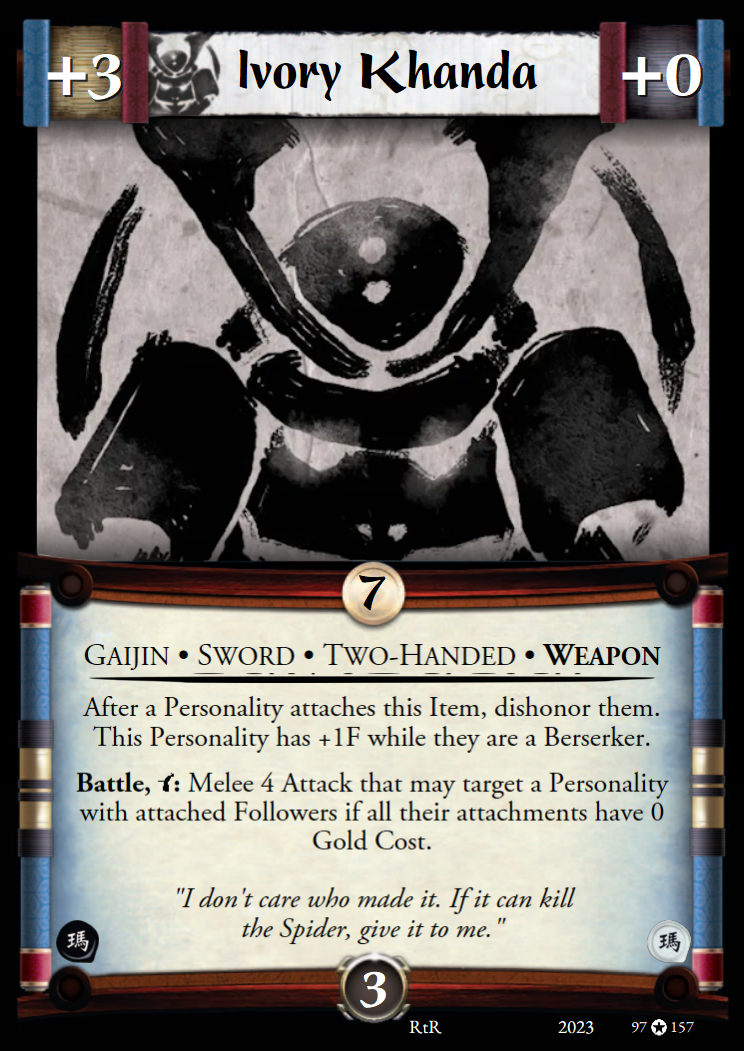 +3 Ivory Khanda +0
7
GAIJIN • SWORD • TWO-HANDED • WEAPON
After a Personality attaches this Item, dishonor them.
This Personality has +1F while they are a Berserker.
Battle, : Melee 4 Attack that may target a Personality
with attached Followers if all their attachments have 0
Gold Cost.
"I don't care who made it. If it can kill
the Spider, give it to me."
瑪 瑪
3
RtR 2023 97 ✪ 157